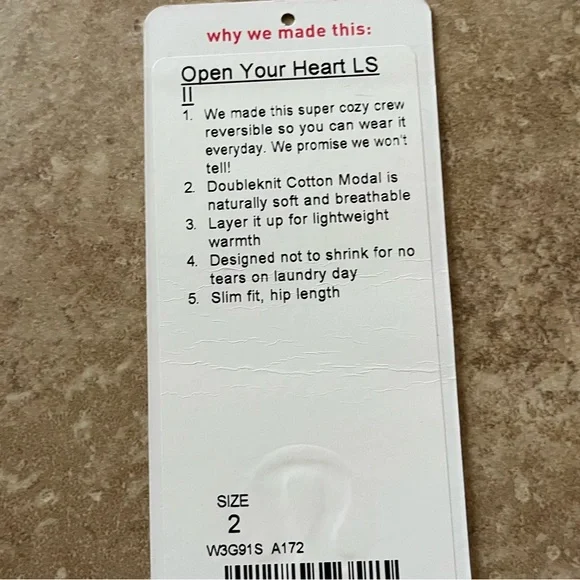 why we made this:
Open Your Heart LS
II
1. We made this super cozy crew
reversible so you can wear it
everyday. We promise we won't
tell!
2. Doubleknit Cotton Modal is
naturally soft and breathable
3. Layer it up for lightweight
warmth
4. Designed not to shrink for no
tears on laundry day
5. Slim fit, hip length
SIZE
2
W3G91S A172